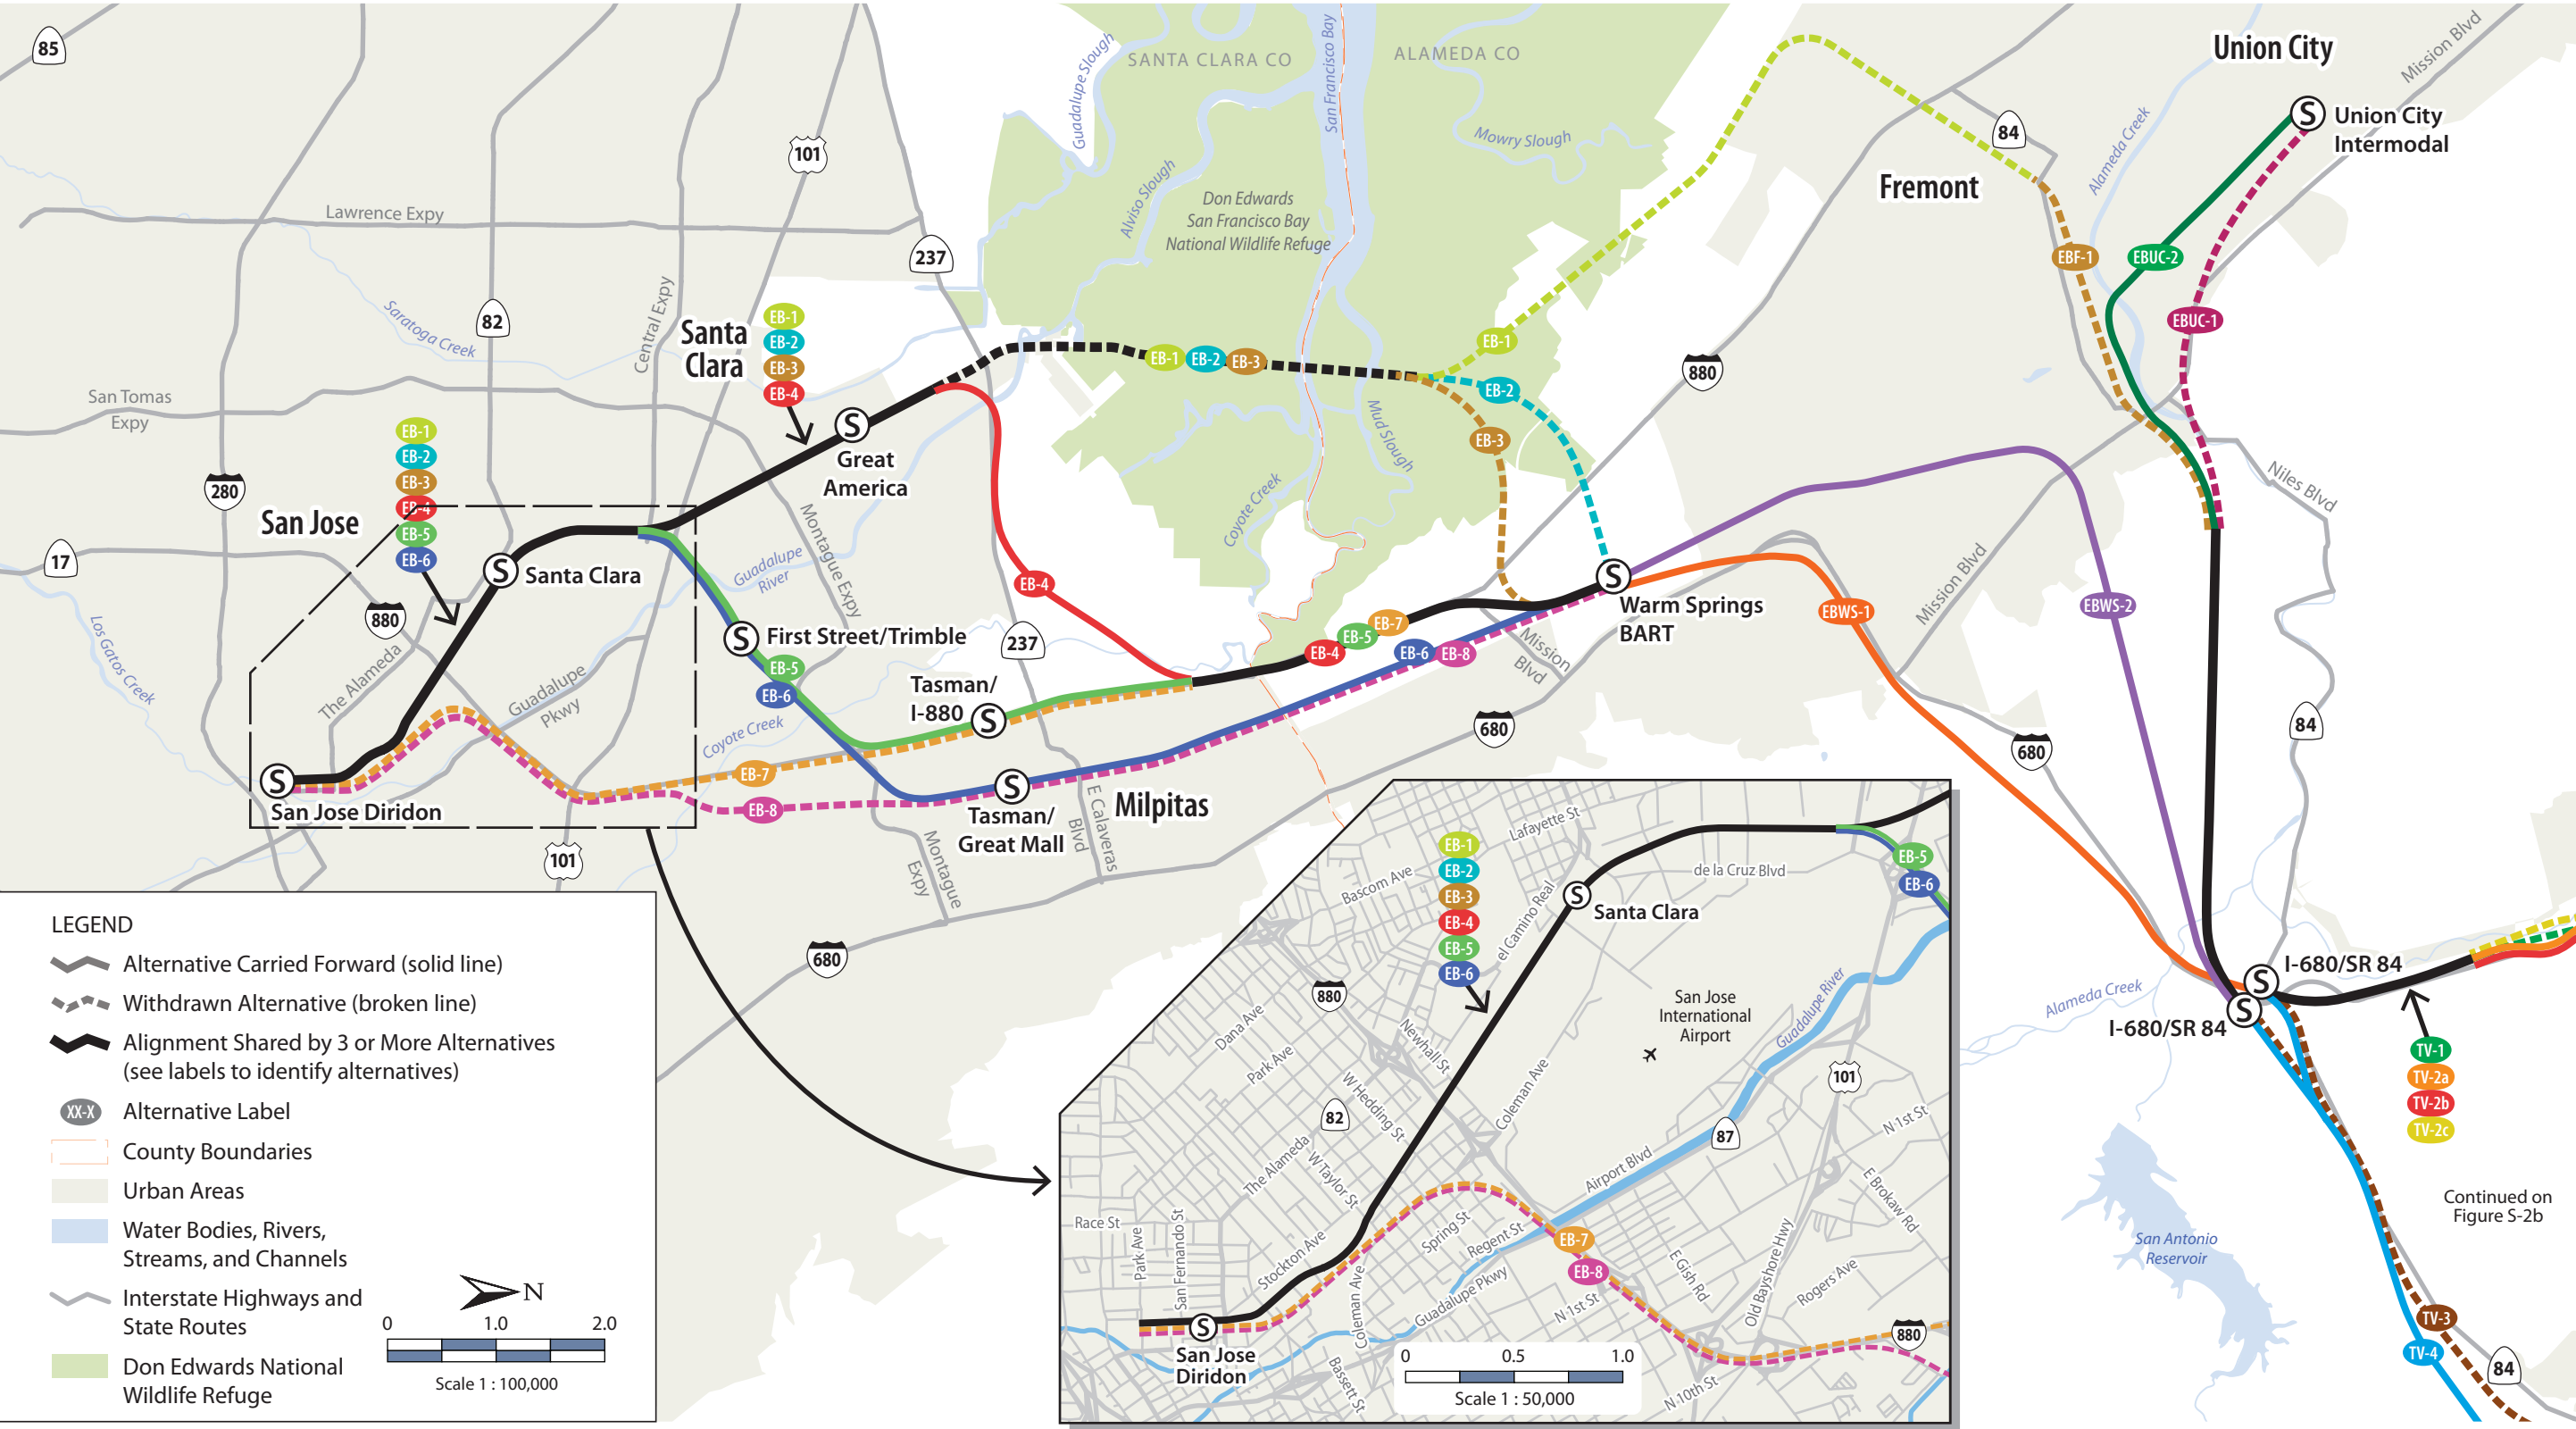 85
SANTA CLARA CO
ALAMEDA CO
San Francisco Bay
Guadalupe Slough
Union City
Mission Blvd
Union City
Intermodal
101
84
Alameda Creek
Mowry Slough
Alviso Slough
Don Edwards
San Francisco Bay
National Wildlife Refuge
Fremont
Lawrence Expy
237
EBF-1
EBUC-2
EBUC-1
Saratoga Creek
82
Central Expy
Santa
Clara
EB-1
EB-2
EB-3
EB-4
EB-1
EB-2
EB-3
EB-1
EB-2
EB-3
880
San Tomas
Expy
EB-1
EB-2
EB-3
EB-4
EB-5
EB-6
Great
America
Mud Slough
Coyote Creek
Niles Blvd
280
San Jose
17
Montague Expy
Santa Clara
Guadalupe
River
880
EB-4
Warm Springs
BART
EBWS-1
EBWS-2
Mission Blvd
Los Gatos Creek
The Alameda
Guadalupe
Pkwy
First Street/Trimble
237
EB-7
EB-5
EB-4
EB-6
EB-8
Mission
Blvd
EB-5
EB-6
Tasman/
I-880
Coyote Creek
680
680
84
EB-7
EB-8
San Jose Diridon
Tasman/
Great Mall
E Calaveras
Blvd
Milpitas
101
Montague
Expy
680
LEGEND
Alternative Carried Forward (solid line)
Withdrawn Alternative (broken line)
Alignment Shared by 3 or More Alternatives
(see labels to identify alternatives)
XX-X
Alternative Label
County Boundaries
Urban Areas
Water Bodies, Rivers,
Streams, and Channels
Interstate Highways and
State Routes
Don Edwards National
Wildlife Refuge
N
0 1.0 2.0
Scale 1 : 100,000
Lafayette St
EB-1
EB-2
EB-3
EB-4
EB-5
EB-6
Bascom Ave
el Camino Real
Santa Clara
de la Cruz Blvd
EB-5
EB-6
880
San Jose
International
Airport
Guadalupe River
Dana Ave
Park Ave
Newhall St
W Hedding St
Coleman Ave
101
82
87
N 1st St
The Alameda
W Taylor St
Airport Blvd
E Brokaw Rd
Race St
Park Ave
San Fernando St
Stockton Ave
Spring St
Regent St
EB-7
EB-8
E Gish Rd
Old Bayshore Hwy
Rogers Ave
Coleman Ave
Guadalupe Pkwy
N 1st St
880
San Jose
Diridon
Bassett St
0 0.5 1.0
Scale 1 : 50,000
N 10th St
I-680/SR 84
I-680/SR 84
Alameda Creek
TV-1
TV-2a
TV-2b
TV-2c
Continued on
Figure S-2b
San Antonio
Reservoir
TV-3
TV-4
84